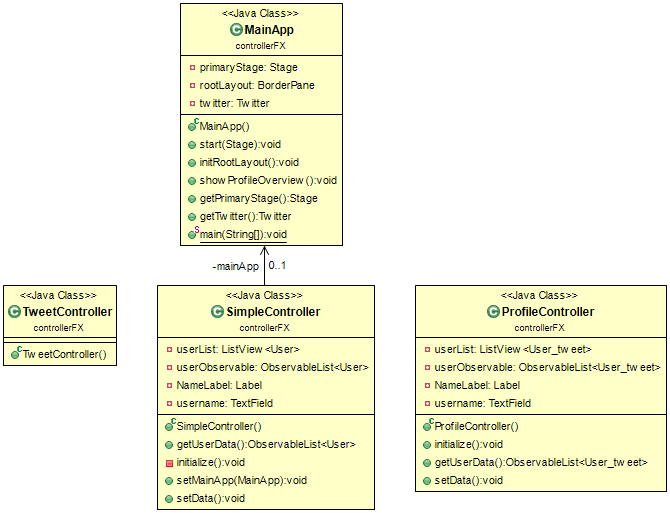 <<Java Class>>
MainApp
controllerFX
primaryStage: Stage
rootLayout: BorderPane
twitter: Twitter
MainApp()
start(Stage):void
initRootLayout():void
showProfileOverview():void
getPrimaryStage():Stage
getTwitter():Twitter
main(String[]):void
-mainApp 0..1
<<Java Class>>
TweetController
controllerFX
TweetController()
<<Java Class>>
SimpleController
controllerFX
userList: ListView<User>
userObservable: ObservableList<User>
NameLabel: Label
username: TextField
SimpleController()
getUserData():ObservableList<User>
initialize():void
setMainApp(MainApp):void
setData():void
<<Java Class>>
ProfileController
controllerFX
userList: ListView<User_tweet>
userObservable: ObservableList<User_tweet>
NameLabel: Label
username: TextField
ProfileController()
initialize():void
getUserData():ObservableList<User_tweet>
setData():void